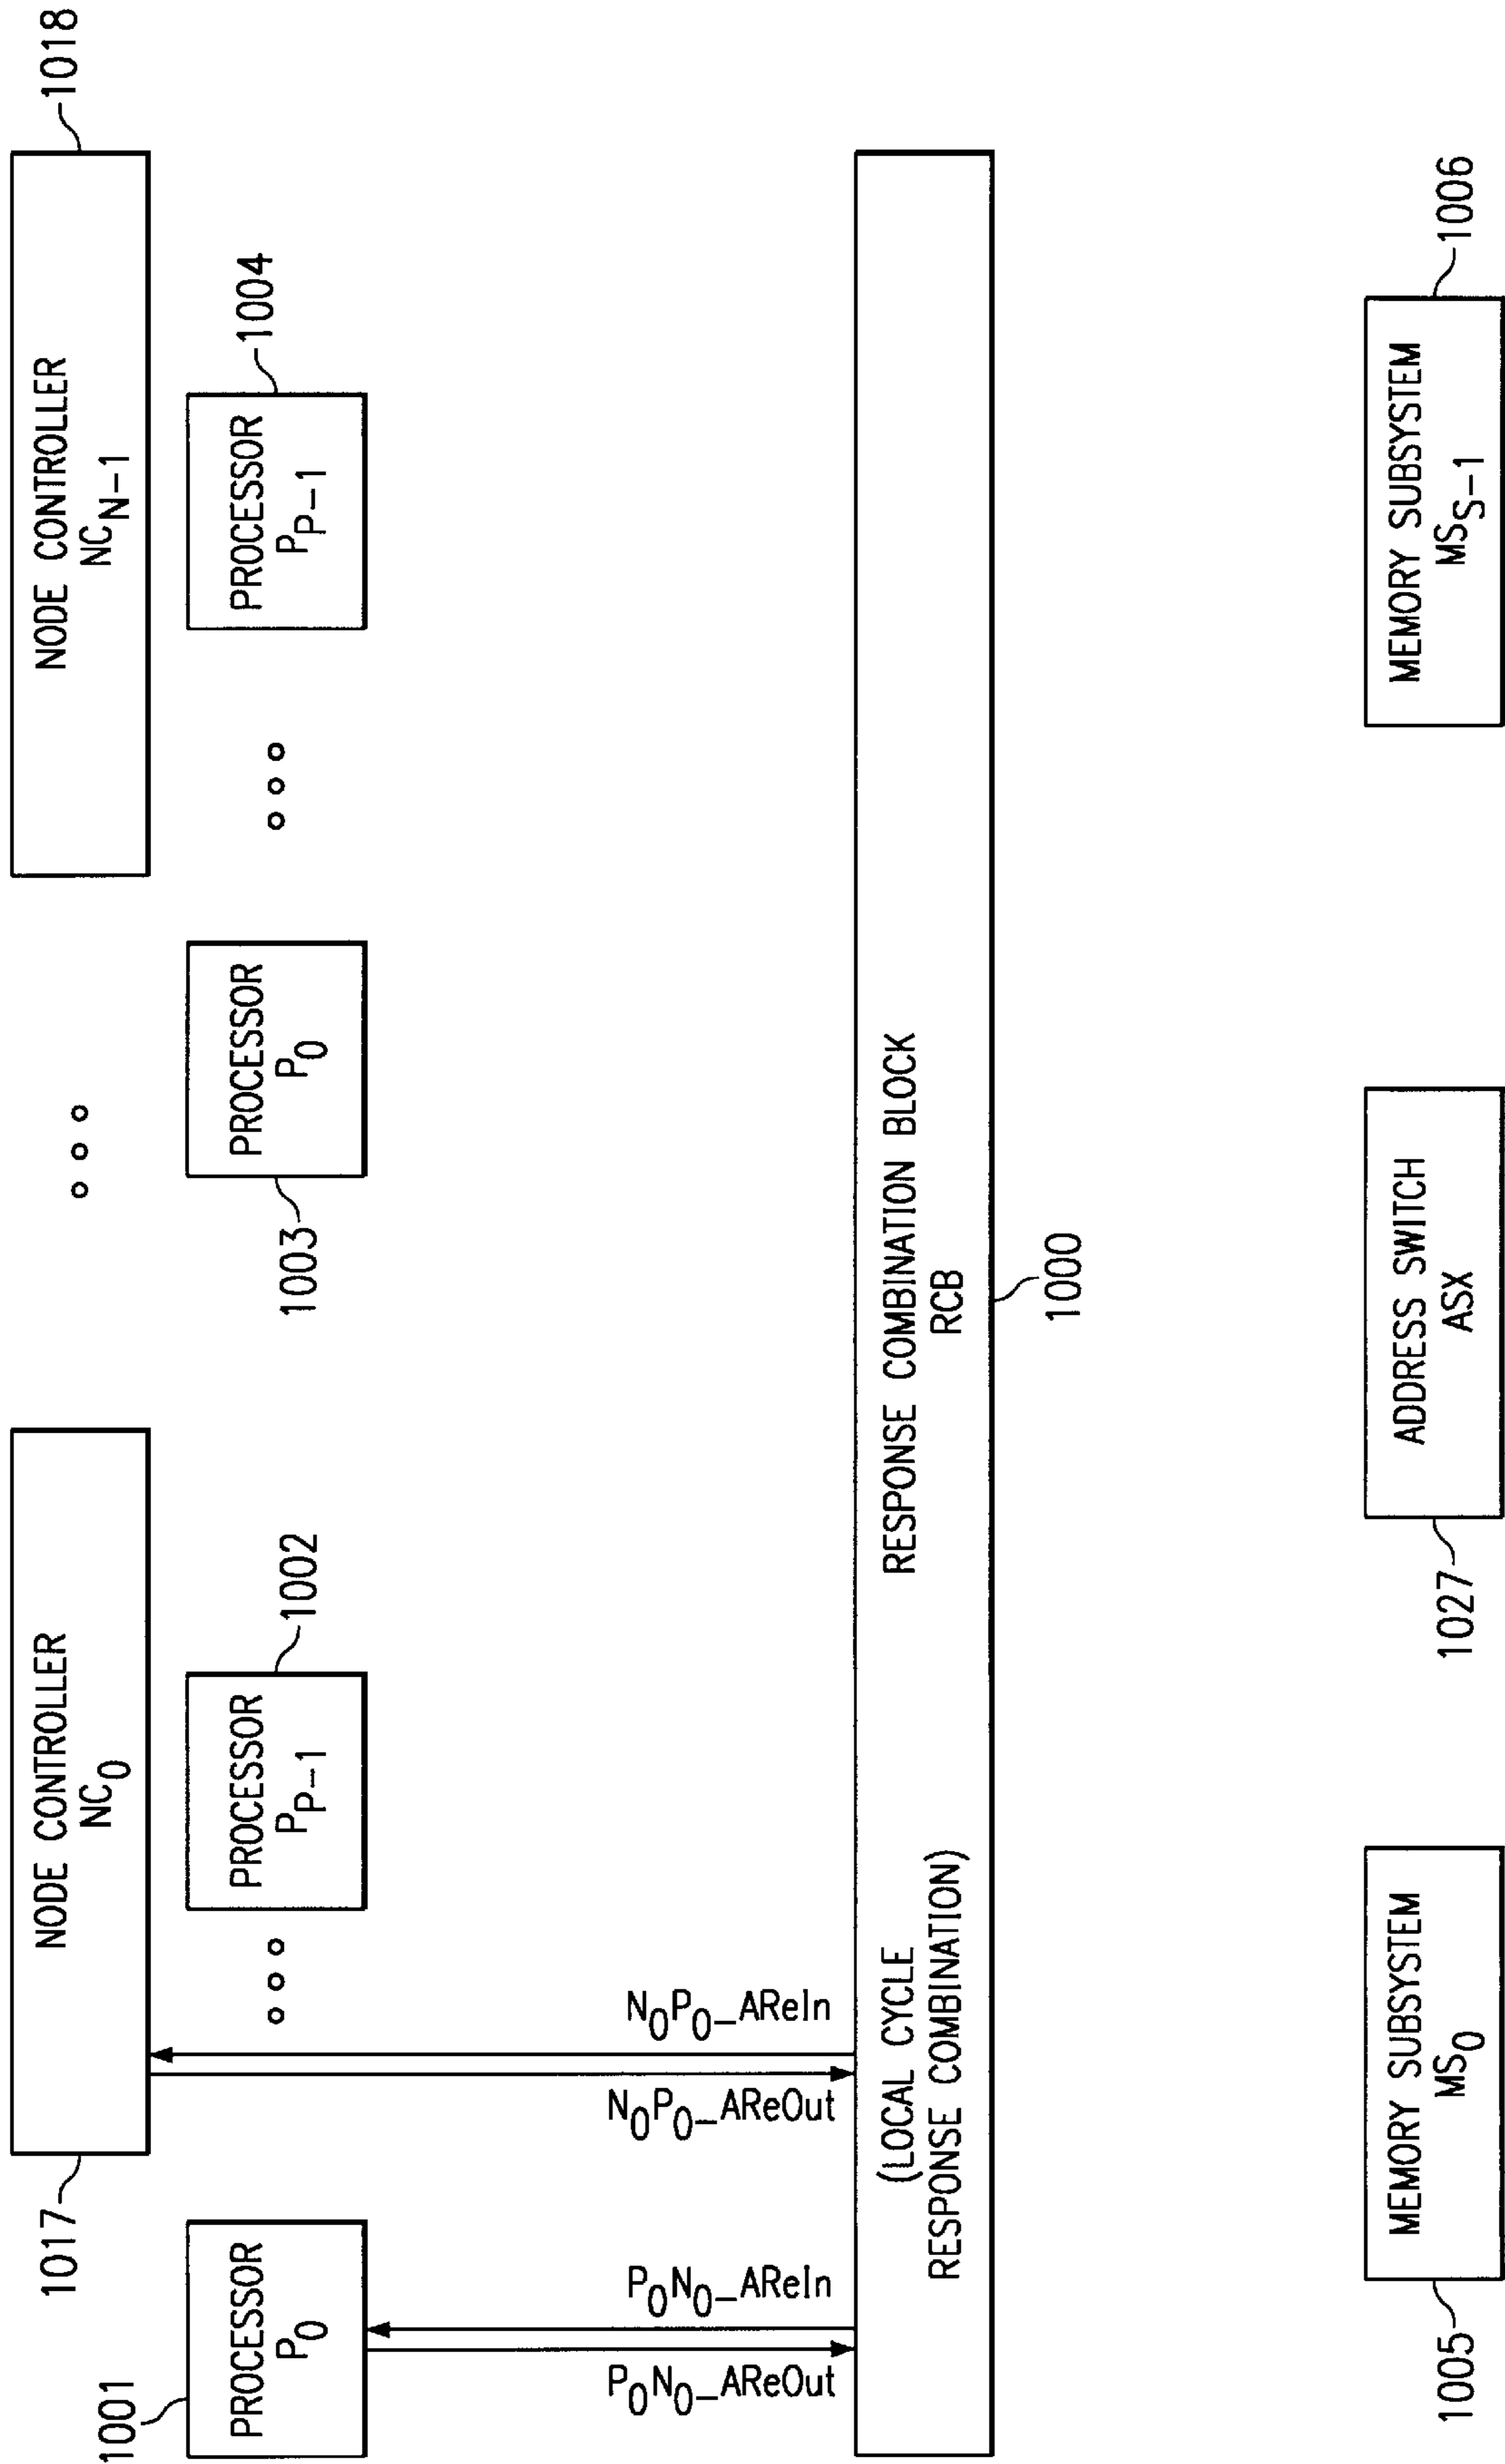 NODE CONTROLLER
NC0
1017
NODE CONTROLLER
NCN-1
1018
1001
PROCESSOR
P0
PROCESSOR
PP-1
1002
PROCESSOR
P0
1003
PROCESSOR
PP-1
1004
P0N0_AReOut
P0N0_AReIn
N0P0_AReOut
N0P0_AReIn
(LOCAL CYCLE
RESPONSE COMBINATION)
RESPONSE COMBINATION BLOCK
RCB
1000
MEMORY SUBSYSTEM
MS0
1005
ADDRESS SWITCH
ASX
1027
MEMORY SUBSYSTEM
MSS-1
1006